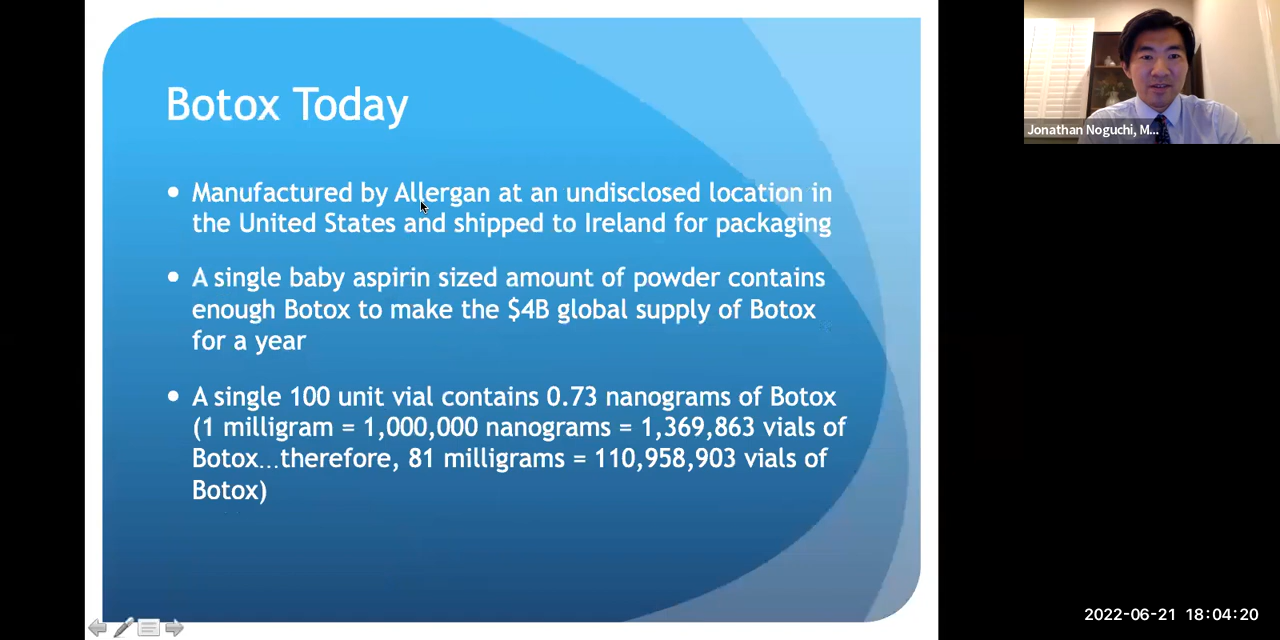 Botox Today
• Manufactured by Allergan at an undisclosed location in
the United States and shipped to Ireland for packaging
• A single baby aspirin sized amount of powder contains
enough Botox to make the $4B global supply of Botox
for a year
• A single 100 unit vial contains 0.73 nanograms of Botox
(1 milligram = 1,000,000 nanograms = 1,369,863 vials of
Botox...therefore, 81 milligrams = 110,958,903 vials of
Botox)
Jonathan Noguchi, M...
2022-06-21 18:04:20